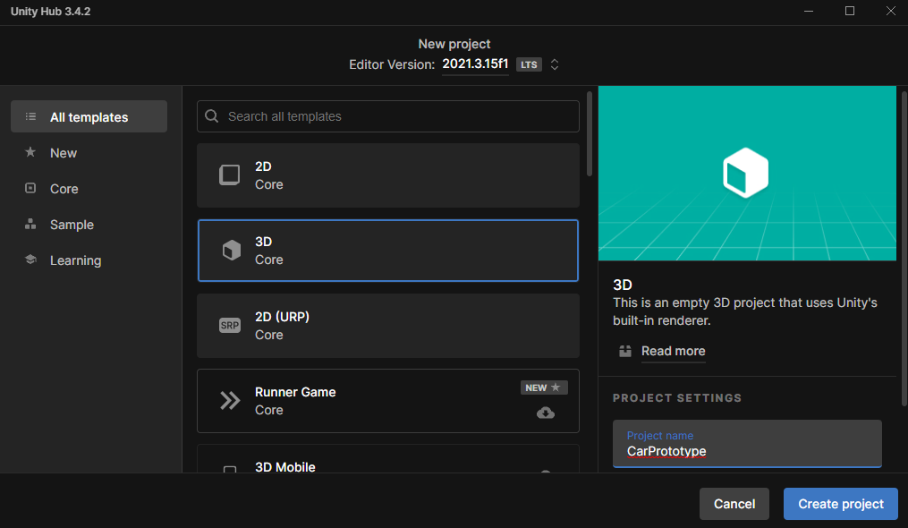 Unity Hub 3.4.2
New project
Editor Version: 2021.3.15f1 LTS
All templates
New
Core
Sample
Learning
Search all templates
2D
Core
3D
Core
SRP
2D (URP)
Core
Runner Game
Core
NEW
3D Mobile
3D
This is an empty 3D project that uses Unity's
built-in renderer.
Read more
PROJECT SETTINGS
Project name
CarPrototype
Cancel
Create project